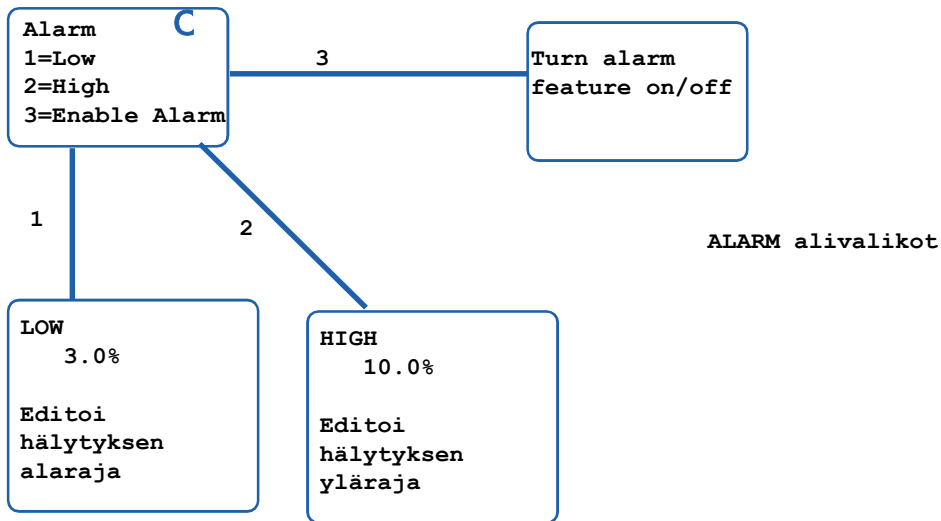 Alarm C
1=Low
2=High
3=Enable Alarm
3
Turn alarm
feature on/off
1
2
ALARM alivalikot
LOW
3.0%
Editoi
hälytyksen
alaraja
HIGH
10.0%
Editoi
hälytyksen
yläraja